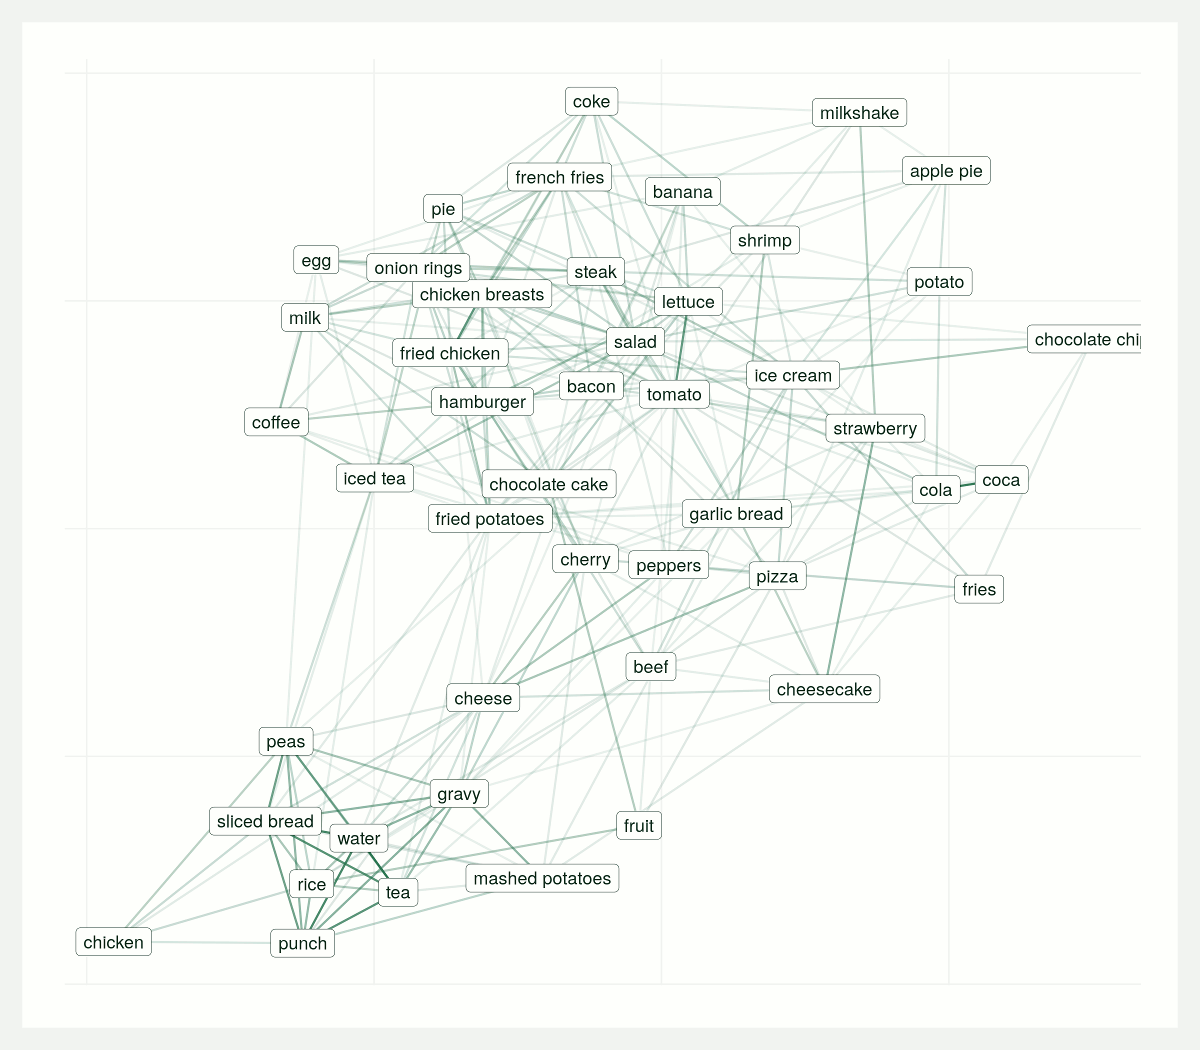 coke
milkshake
apple pie
french fries
banana
pie
shrimp
egg
onion rings
steak
potato
chicken breasts
lettuce
milk
salad
chocolate chip
fried chicken
ice cream
bacon
tomato
hamburger
coffee
strawberry
iced tea
chocolate cake
coca
cola
fried potatoes
garlic bread
cherry
peppers
pizza
fries
beef
cheese
cheesecake
peas
gravy
sliced bread
fruit
water
mashed potatoes
rice
tea
chicken
punch